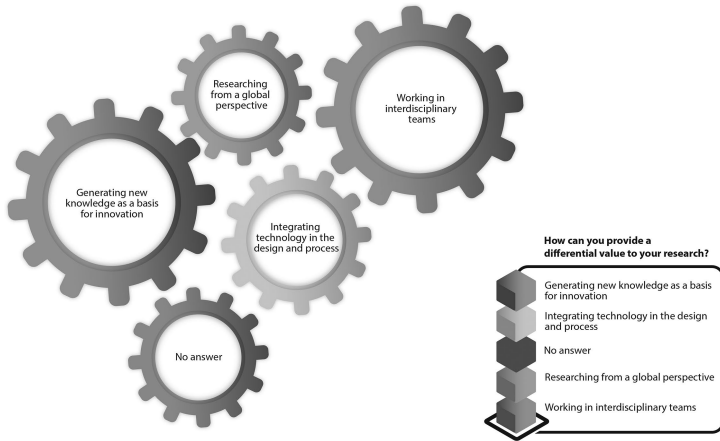 Researching
from a global
perspective
Working in
interdisciplinary
teams
Generating new
knowledge as a basis
for innovation
Integrating
technology in the
design and process
No answer
How can you provide a
differential value to your research?
Generating new knowledge as a basis
for innovation
Integrating technology in the design
and process
No answer
Researching from a global perspective
Working in interdisciplinary teams